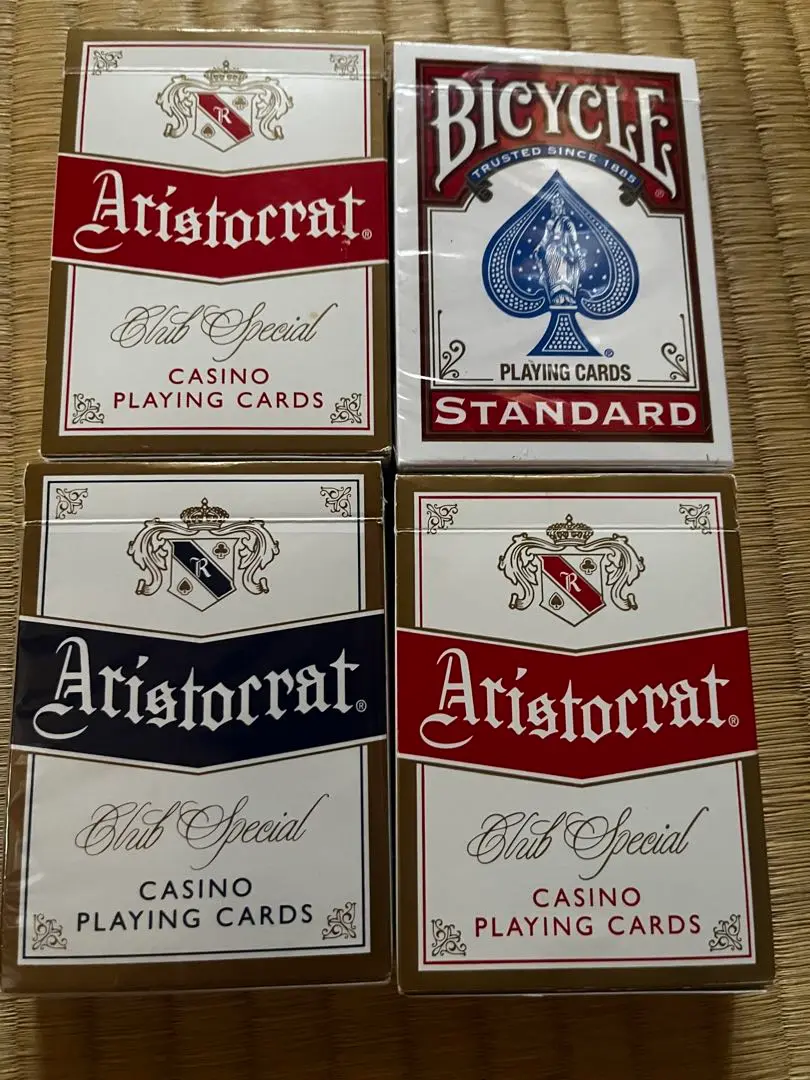 R
Aristocrat®
Club Special
CASINO
PLAYING CARDS
BICYCLE
TRUSTED SINCE 1885
®
®
PLAYING CARDS
STANDARD
R
Aristocrat®
Club Special
CASINO
PLAYING CARDS
R
Aristocrat®
Club Special
CASINO
PLAYING CARDS